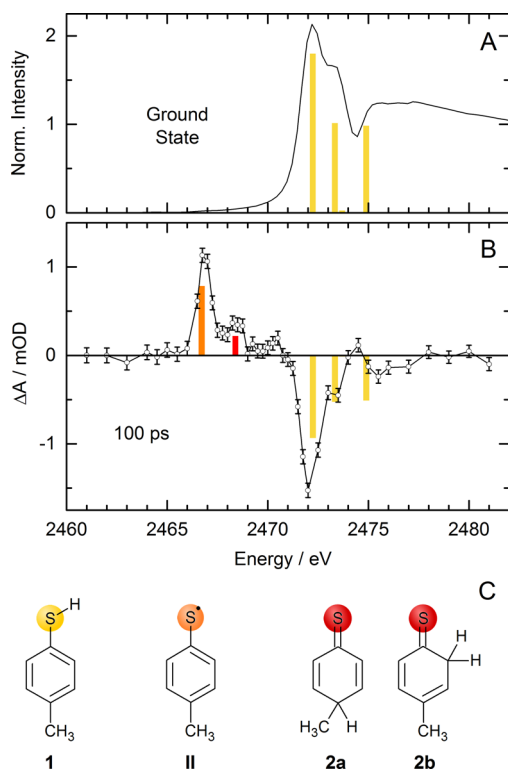 A
2
Norm. Intensity
1
0
Ground
State
B
1
ΔA / mOD
0
-1
100 ps
2460 2465 2470 2475 2480
Energy / eV
C
S H
S•
S
S H
H
CH₃
CH₃
H₃C H
CH₃
1 II 2a 2b